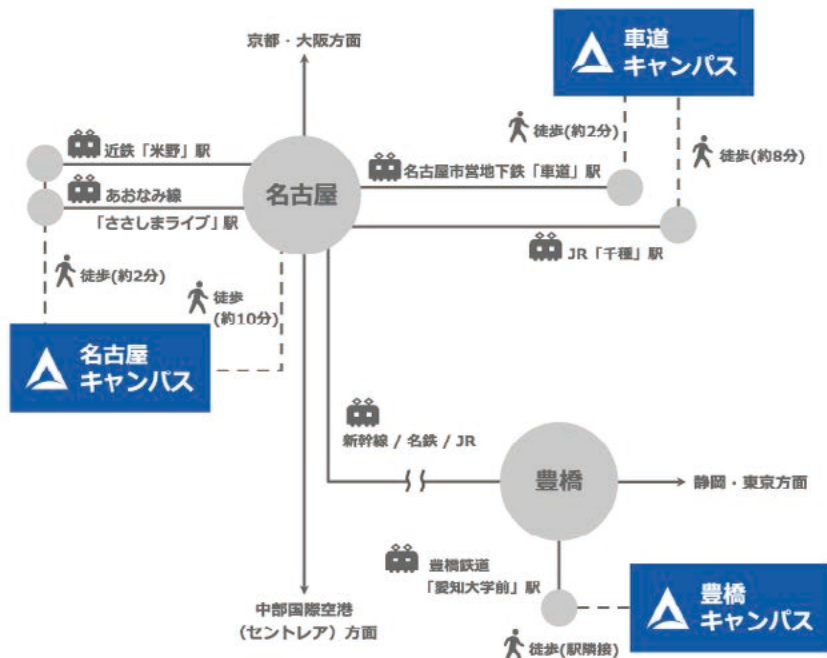 京都・大阪方面
車道
キャンパス
近鉄「米野」駅
徒歩(約2分)
徒歩(約8分)
あおなみ線
「ささしまライブ」駅
名古屋
名古屋市営地下鉄「車道」駅
JR「千種」駅
徒歩(約2分)
徒歩
(約10分)
名古屋
キャンパス
新幹線 / 名鉄 / JR
豊橋
静岡・東京方面
豊橋鉄道
「愛知大学前」駅
中部国際空港
(セントレア)方面
豊橋
キャンパス
徒歩(駅隣接)